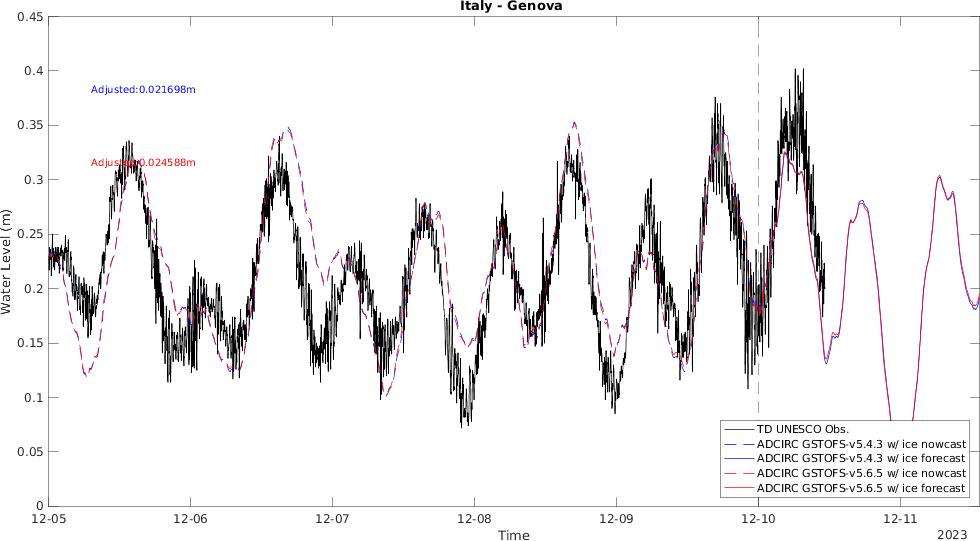 Italy - Genova
0.45
0.4
0.35
0.3
0.25
0.2
0.15
0.1
0.05
0
Water Level (m)
Adjusted:0.021698m
Adjusted:0.024588m
TD UNESCO Obs.
ADCIRC GSTOFS-v5.4.3 w/ ice nowcast
ADCIRC GSTOFS-v5.4.3 w/ ice forecast
ADCIRC GSTOFS-v5.6.5 w/ ice nowcast
ADCIRC GSTOFS-v5.6.5 w/ ice forecast
12-05 12-06 12-07 12-08 12-09 12-10 12-11
Time
2023